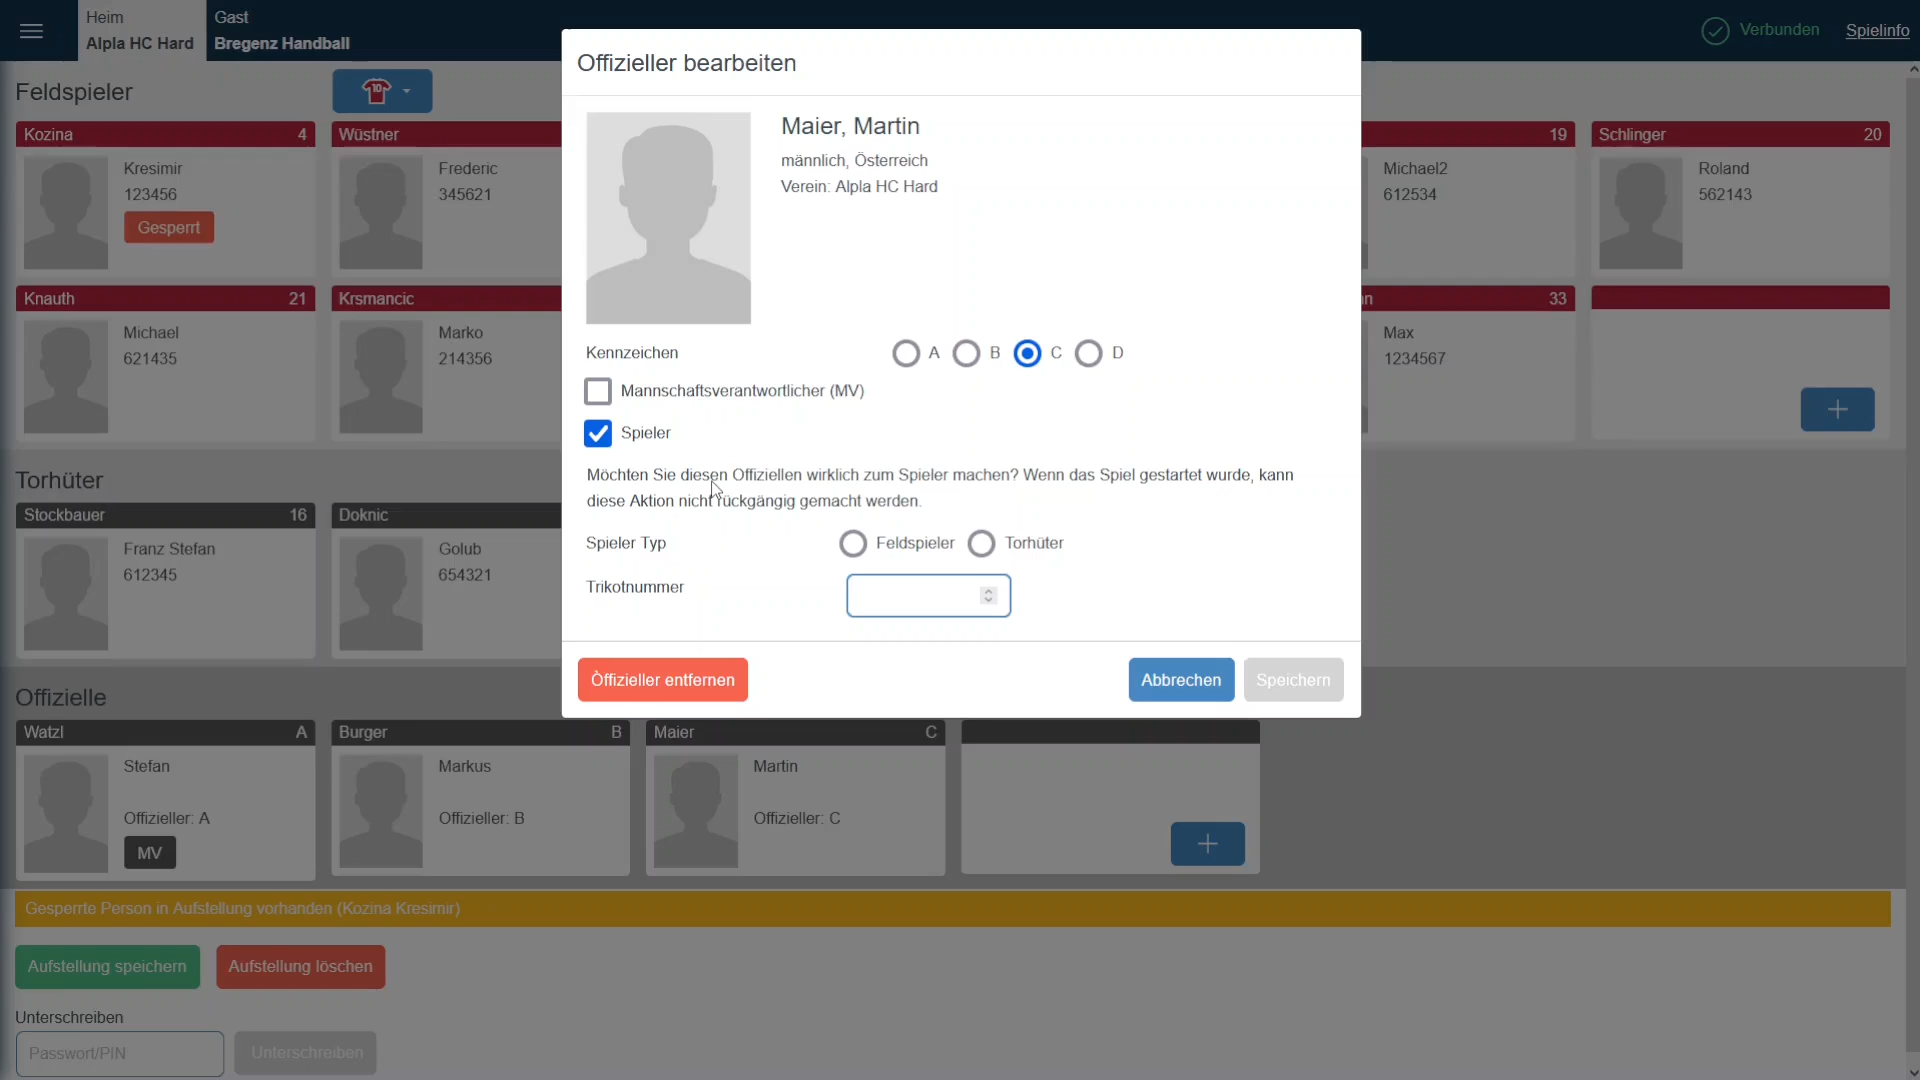 Heim
Alpla HC Hard
Gast
Bregenz Handball
Verbunden
Spielinfo
Feldspieler
10
Kozina 4
Kresimir
123456
Gesperrt
Wüstner
Frederic
345621
19
Michael2
612534
Schlinger 20
Roland
562143
Knauth 21
Michael
621435
Krsmancic
Marko
214356
33
Max
1234567
Torhüter
Stockbauer 16
Franz Stefan
612345
Doknic
Golub
654321
Offizielle
Watzl A
Stefan
Offizieller: A
MV
Burger B
Markus
Offizieller: B
Maier C
Martin
Offizieller: C
Gesperrte Person in Aufstellung vorhanden (Kozina Kresimir)
Aufstellung speichern
Aufstellung löschen
Unterschreiben
Passwort/PIN
Unterschreiben
Offizieller bearbeiten
Maier, Martin
männlich, Österreich
Verein: Alpla HC Hard
Kennzeichen A B C D
Mannschaftsverantwortlicher (MV)
Spieler
Möchten Sie diesen Offiziellen wirklich zum Spieler machen? Wenn das Spiel gestartet wurde, kann
diese Aktion nicht rückgängig gemacht werden.
Spieler Typ Feldspieler Torhüter
Trikotnummer
Offizieller entfernen
Abbrechen
Speichern